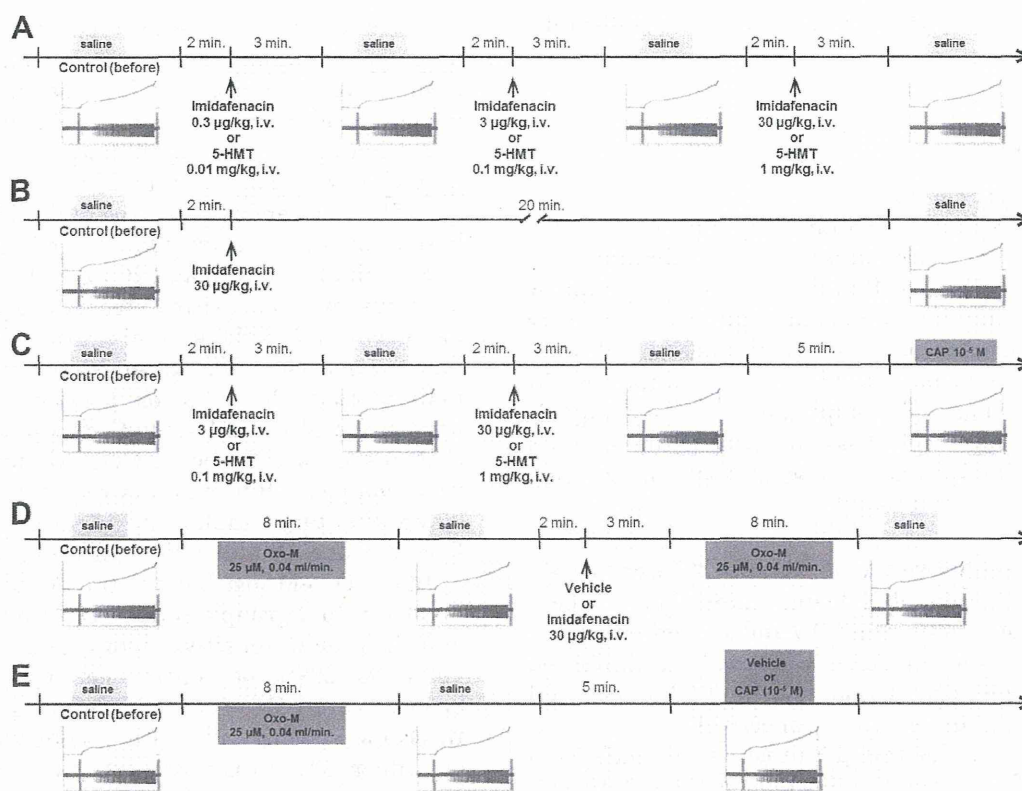 A
saline 2 min. 3 min. saline 2 min. 3 min. saline 2 min. 3 min. saline
Control (before)
Imidafenacin
0.3 µg/kg, i.v.
or
5-HMT
0.01 mg/kg, i.v.
Imidafenacin
3 µg/kg, i.v.
or
5-HMT
0.1 mg/kg, i.v.
Imidafenacin
30 µg/kg, i.v.
or
5-HMT
1 mg/kg, i.v.
B
saline 2 min. 20 min. saline
Control (before)
Imidafenacin
30 µg/kg, i.v.
C
saline 2 min. 3 min. saline 2 min. 3 min. saline 5 min. CAP 10⁻⁵ M
Control (before)
Imidafenacin
3 µg/kg, i.v.
or
5-HMT
0.1 mg/kg, i.v.
Imidafenacin
30 µg/kg, i.v.
or
5-HMT
1 mg/kg, i.v.
D
saline 8 min. saline 2 min. 3 min. 8 min. saline
Control (before)
Oxo-M
25 µM, 0.04 ml/min.
Vehicle
or
Imidafenacin
30 µg/kg, i.v.
Oxo-M
25 µM, 0.04 ml/min.
E
saline 8 min. saline 5 min.
Vehicle
or
CAP (10⁻⁵ M)
Control (before)
Oxo-M
25 µM, 0.04 ml/min.